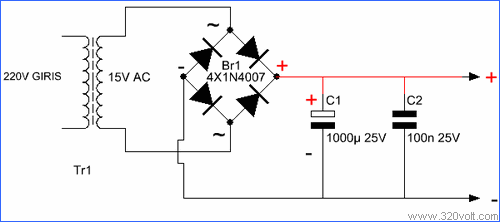 ~
Br1
4X1N4007
-
+
+
220V GIRIS
15V AC
+
C1
C2
1000µ 25V
100n 25V
~
-
Tr1
-
www.320volt.com